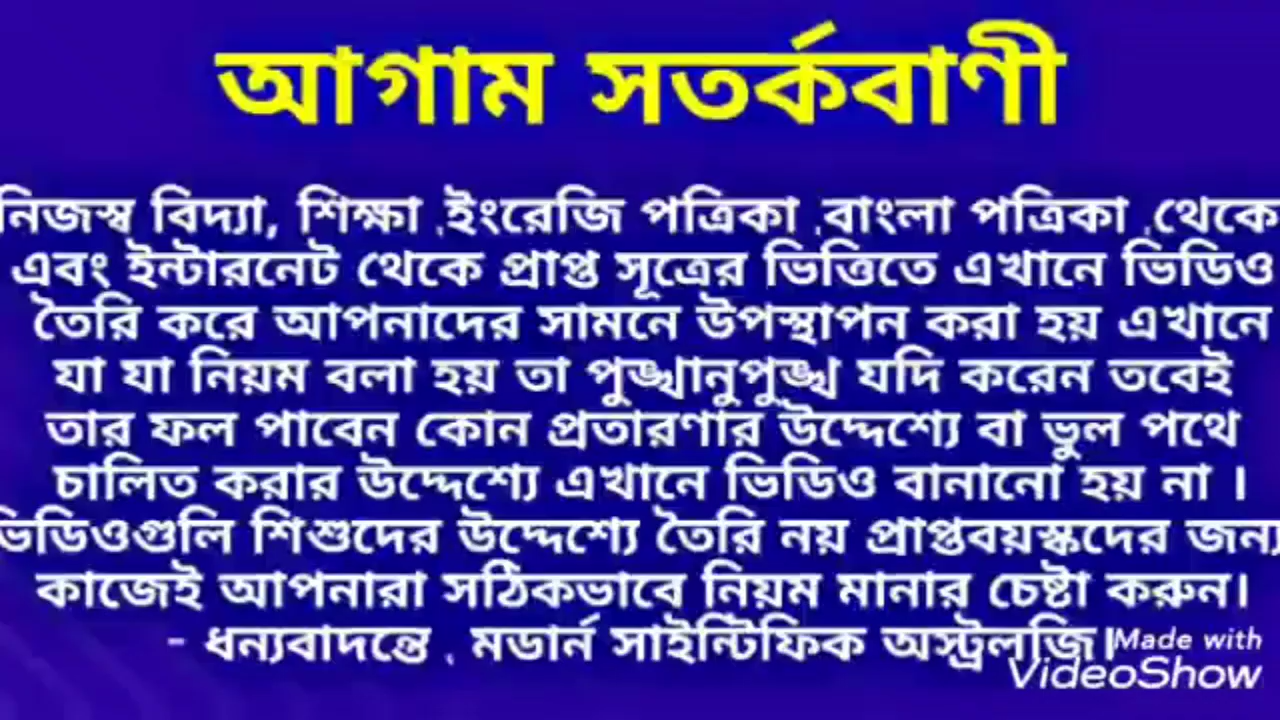 আগাম সতর্কবাণী
নিজস্ব বিদ্যা, শিক্ষা ,ইংরেজি পত্রিকা ,বাংলা পত্রিকা ,থেকে
এবং ইন্টারনেট থেকে প্রাপ্ত সূত্রের ভিত্তিতে এখানে ভিডিও
তৈরি করে আপনাদের সামনে উপস্থাপন করা হয় এখানে
যা যা নিয়ম বলা হয় তা পুঙ্খানুপুঙ্খ যদি করেন তবেই
তার ফল পাবেন কোন প্রতারণার উদ্দেশ্যে বা ভুল পথে
চালিত করার উদ্দেশ্যে এখানে ভিডিও বানানো হয় না ।
ভিডিওগুলি শিশুদের উদ্দেশ্যে তৈরি নয় প্রাপ্তবয়স্কদের জন্য
কাজেই আপনারা সঠিকভাবে নিয়ম মানার চেষ্টা করুন।
- ধন্যবাদন্তে , মডার্ন সাইন্টিফিক অস্ট্রলজি।
Made with
VideoShow